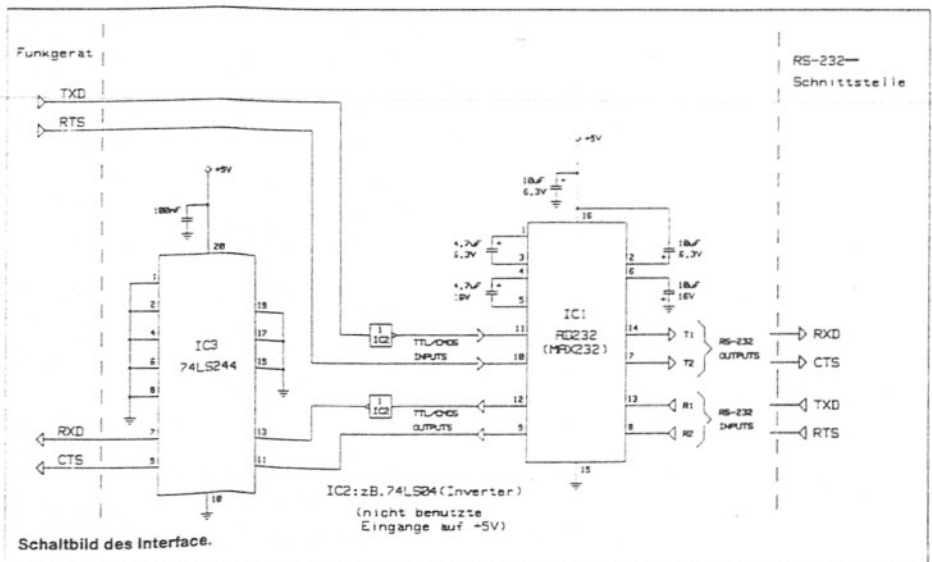 Funkgerät
TXD
RTS
+5V
100nF
20
1
2
4
6
8
19
17
15
IC3
74LS244
RXD
7
13
CTS
9
11
10
+5V
10uF
6,3V
16
4,7uF
6,3V
1
3
4,7uF
16V
4
5
2
10uF
6,3V
6
10uF
16V
IC1
AD232
(MAX232)
1
IC2
TTL/CMOS
INPUTS
11
10
14
T1
7
T2
RS-232
OUTPUTS
RXD
CTS
1
IC2
TTL/CMOS
OUTPUTS
12
9
13
R1
8
R2
RS-232
INPUTS
TXD
RTS
15
RS-232—
Schnittstelle
IC2:zB.74LS04(Inverter)
(nicht benutzte
Eingänge auf +5V)
Schaltbild des Interface.